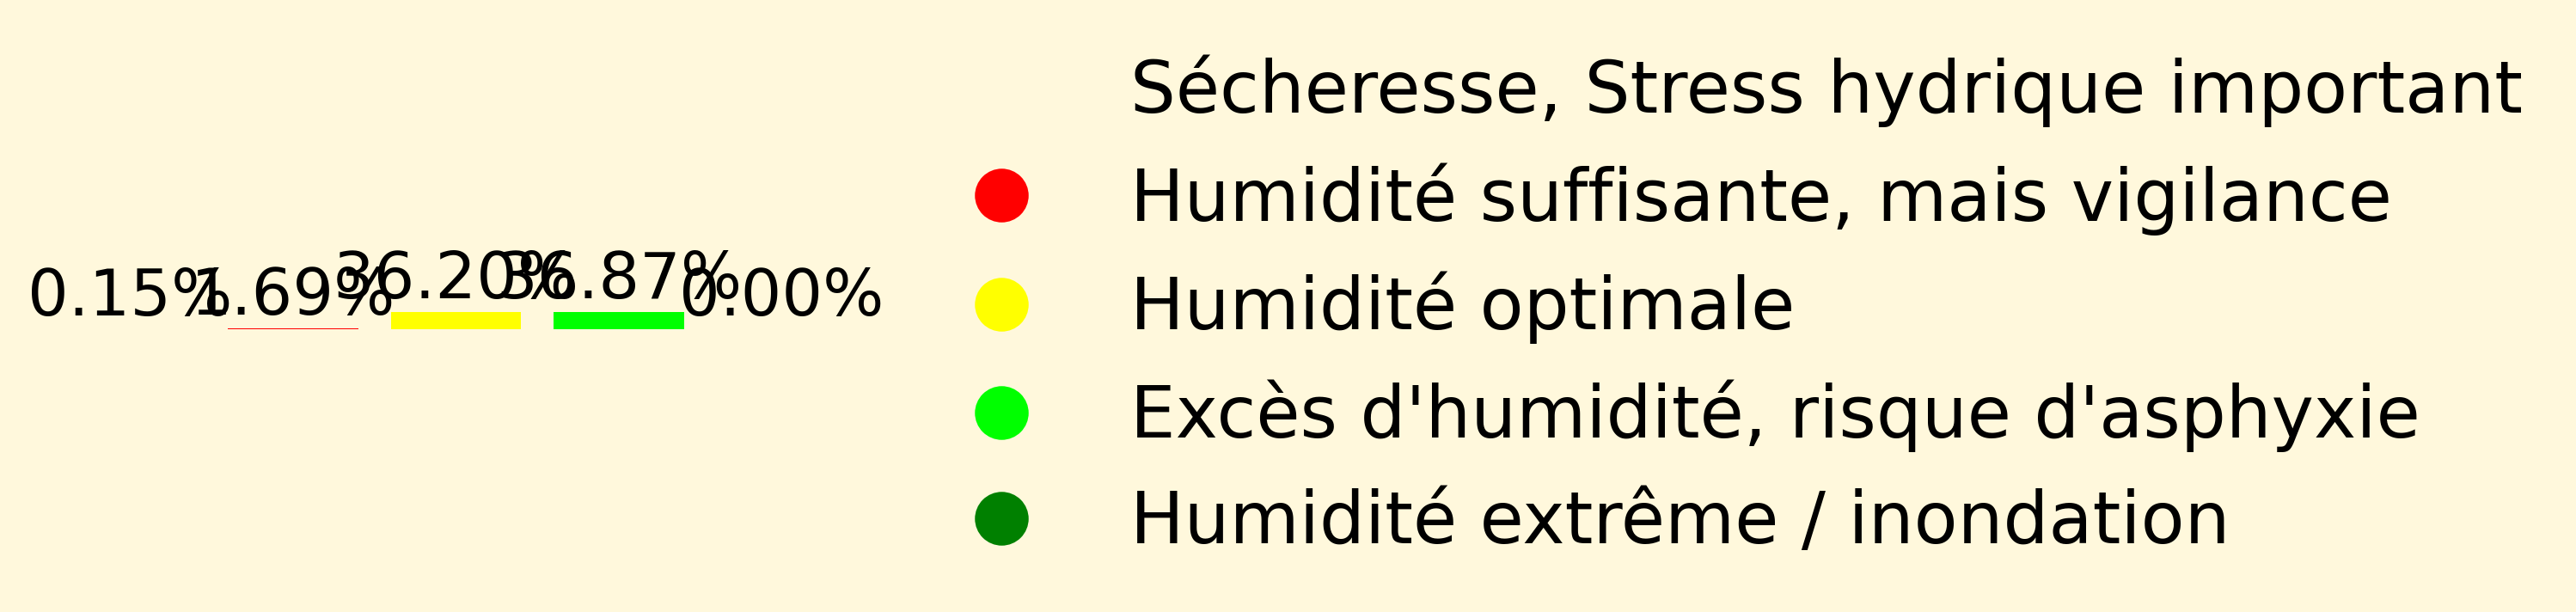 Sécheresse, Stress hydrique important
Humidité suffisante, mais vigilance
Humidité optimale
Excès d'humidité, risque d'asphyxie
Humidité extrême / inondation
0.15%
1.69%
36.20%
36.87%
0.00%